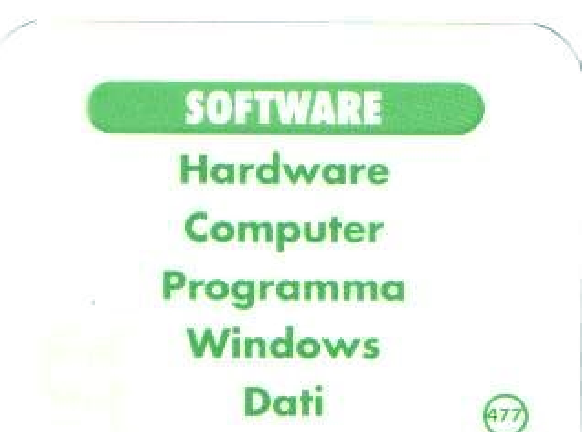 SOFTWARE
Hardware
Computer
Programma
Windows
Dati
477